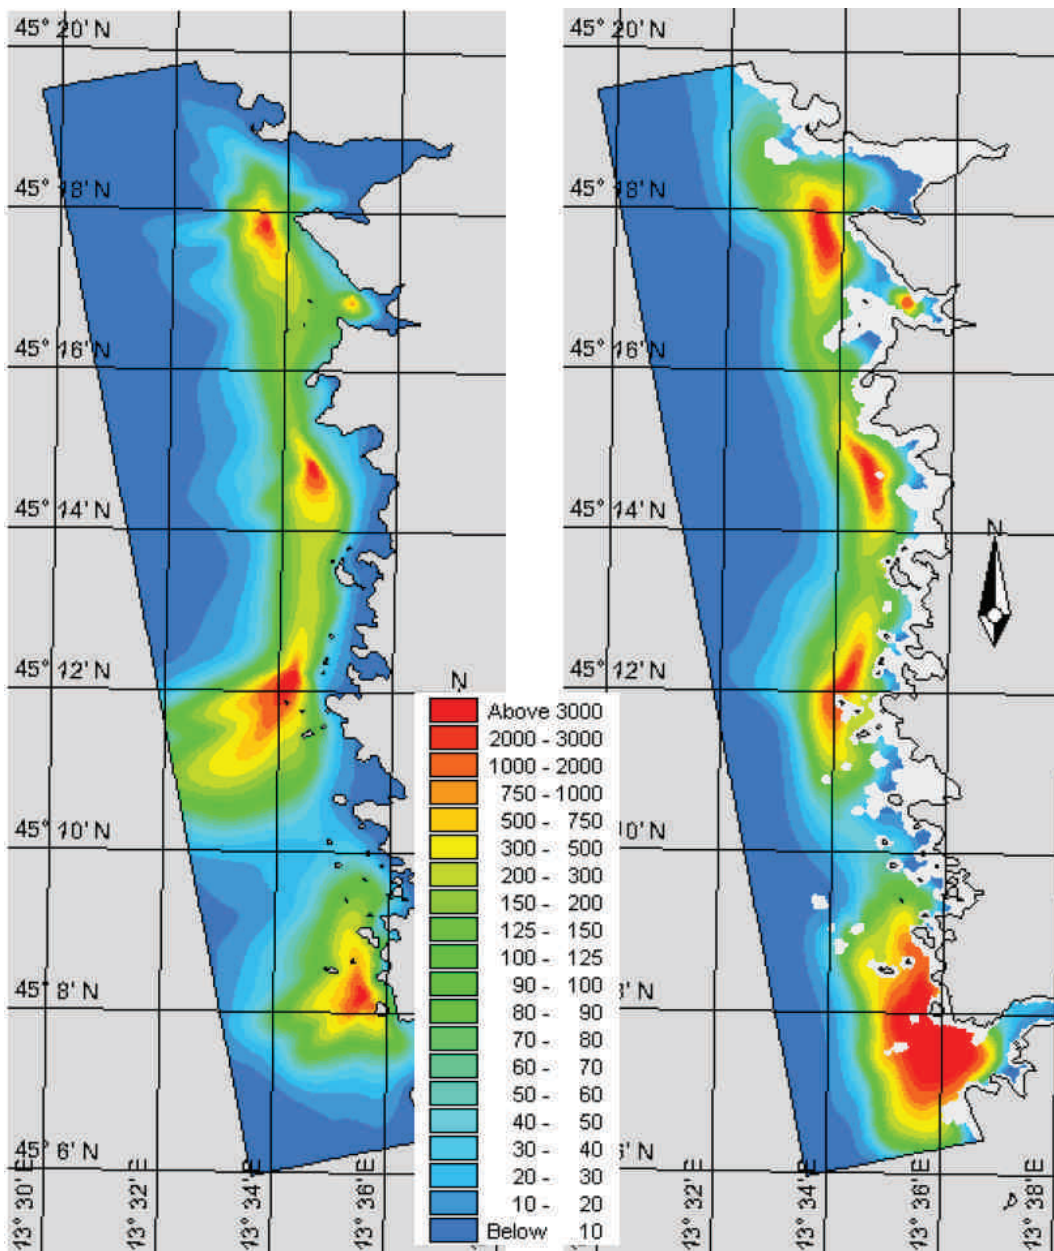 45° 20' N
45° 18' N
45° 16' N
45° 14' N
45° 12' N
45° 10' N
45° 8' N
45° 6' N
13° 30' E
13° 32' E
13° 34' E
13° 36' E
N
Above 3000
2000 - 3000
1000 - 2000
750 - 1000
500 - 750
300 - 500
200 - 300
150 - 200
125 - 150
100 - 125
90 - 100
80 - 90
70 - 80
60 - 70
50 - 60
40 - 50
30 - 40
20 - 30
10 - 20
Below 10
45° 20' N
45° 18' N
45° 16' N
45° 14' N
45° 12' N
10' N
8' N
6' N
13° 32' E
13° 34' E
13° 36' E
13° 38' E
N